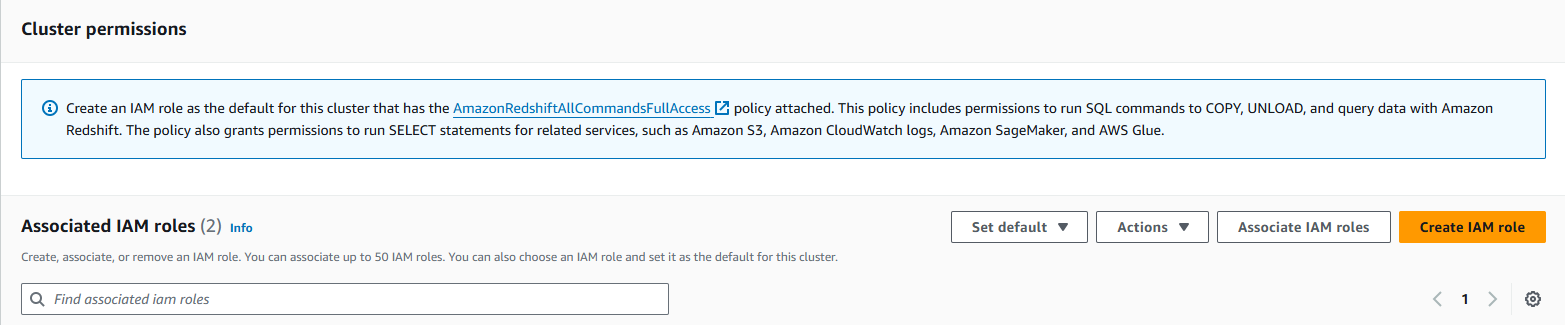 Cluster permissions
Create an IAM role as the default for this cluster that has the AmazonRedshiftAllCommandsFullAccess policy attached. This policy includes permissions to run SQL commands to COPY, UNLOAD, and query data with Amazon
Redshift. The policy also grants permissions to run SELECT statements for related services, such as Amazon S3, Amazon CloudWatch logs, Amazon SageMaker, and AWS Glue.
Associated IAM roles (2) Info
Set default Actions Associate IAM roles Create IAM role
Create, associate, or remove an IAM role. You can associate up to 50 IAM roles. You can also choose an IAM role and set it as the default for this cluster.
Find associated iam roles
1